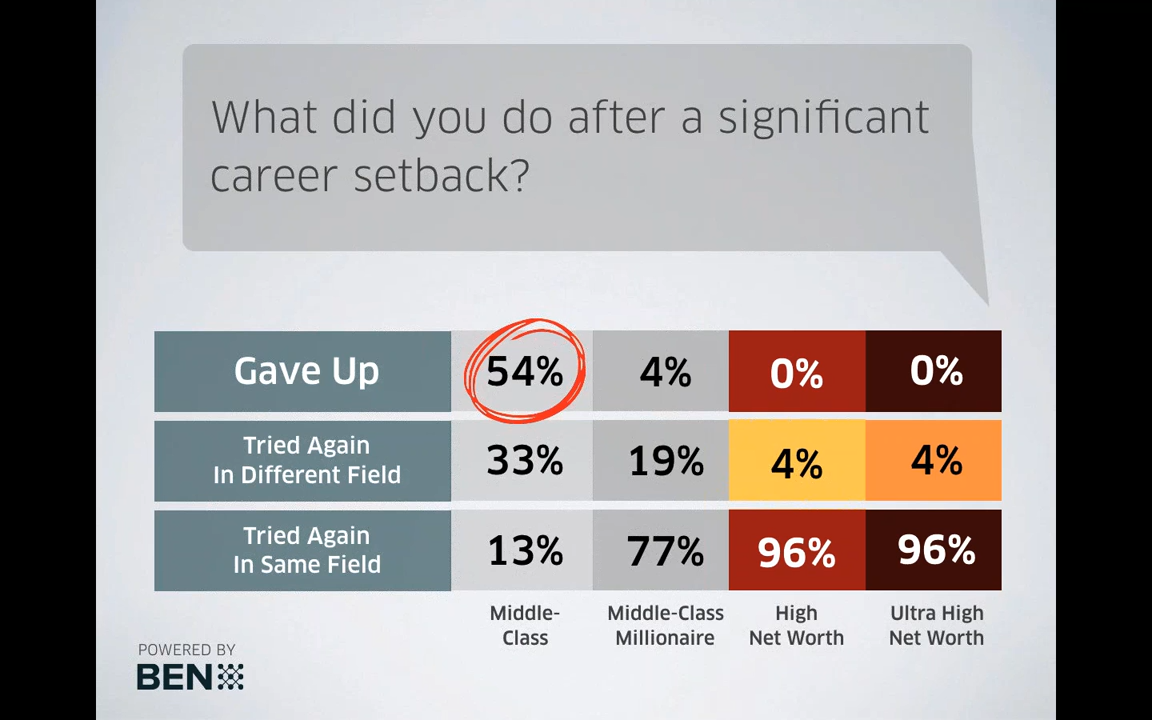 What did you do after a significant
career setback?
Gave Up 54% 4% 0% 0%
Tried Again
In Different Field 33% 19% 4% 4%
Tried Again
In Same Field 13% 77% 96% 96%
Middle- Middle-Class High Ultra High
Class Millionaire Net Worth Net Worth
POWERED BY
BEN